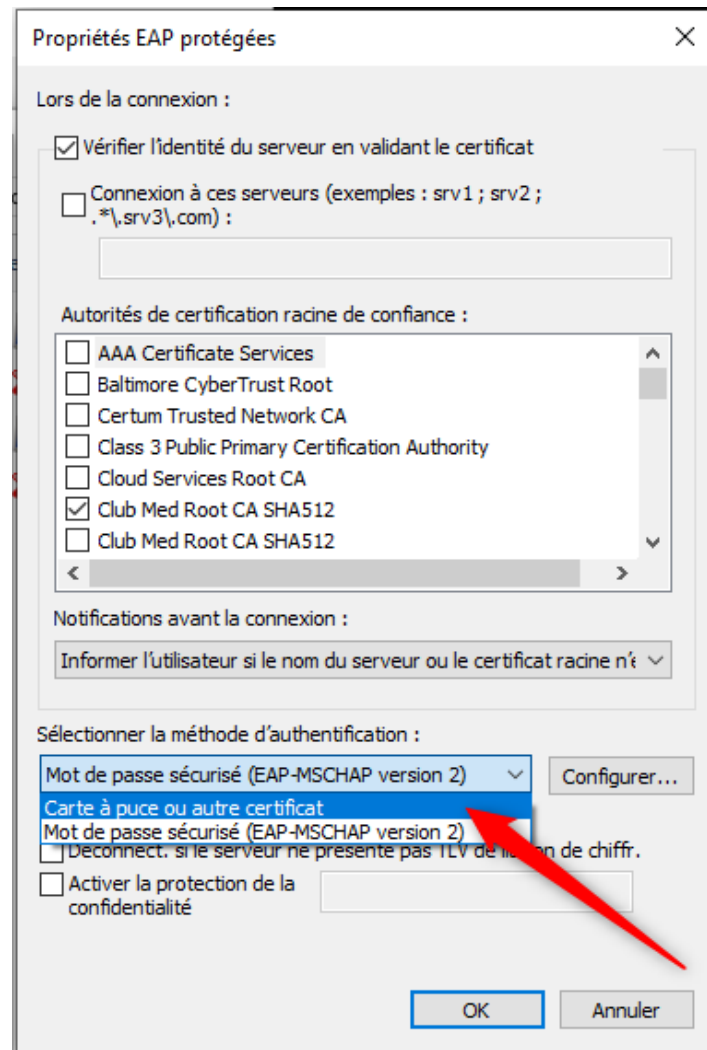 Propriétés EAP protégées
Lors de la connexion :
Vérifier l'identité du serveur en validant le certificat
Connexion à ces serveurs (exemples : srv1 ; srv2 ;
.*\.srv3\.com) :
Autorités de certification racine de confiance :
AAA Certificate Services
Baltimore CyberTrust Root
Certum Trusted Network CA
Class 3 Public Primary Certification Authority
Cloud Services Root CA
Club Med Root CA SHA512
Club Med Root CA SHA512
Notifications avant la connexion :
Informer l'utilisateur si le nom du serveur ou le certificat racine n'e
Sélectionner la méthode d'authentification :
Mot de passe sécurisé (EAP-MSCHAP version 2)
Configurer...
Carte à puce ou autre certificat
Mot de passe sécurisé (EAP-MSCHAP version 2)
Déconnect. si le serveur ne présente pas TLV de de chiffr.
Activer la protection de la
confidentialité
OK
Annuler